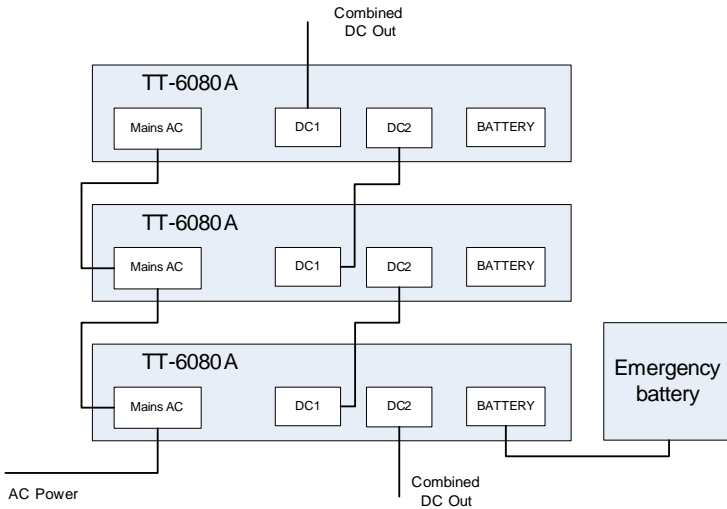 Combined
DC Out
TT-6080A
Mains AC
DC1
DC2
BATTERY
TT-6080A
Mains AC
DC1
DC2
BATTERY
TT-6080A
Mains AC
DC1
DC2
BATTERY
Emergency
battery
AC Power
Combined
DC Out